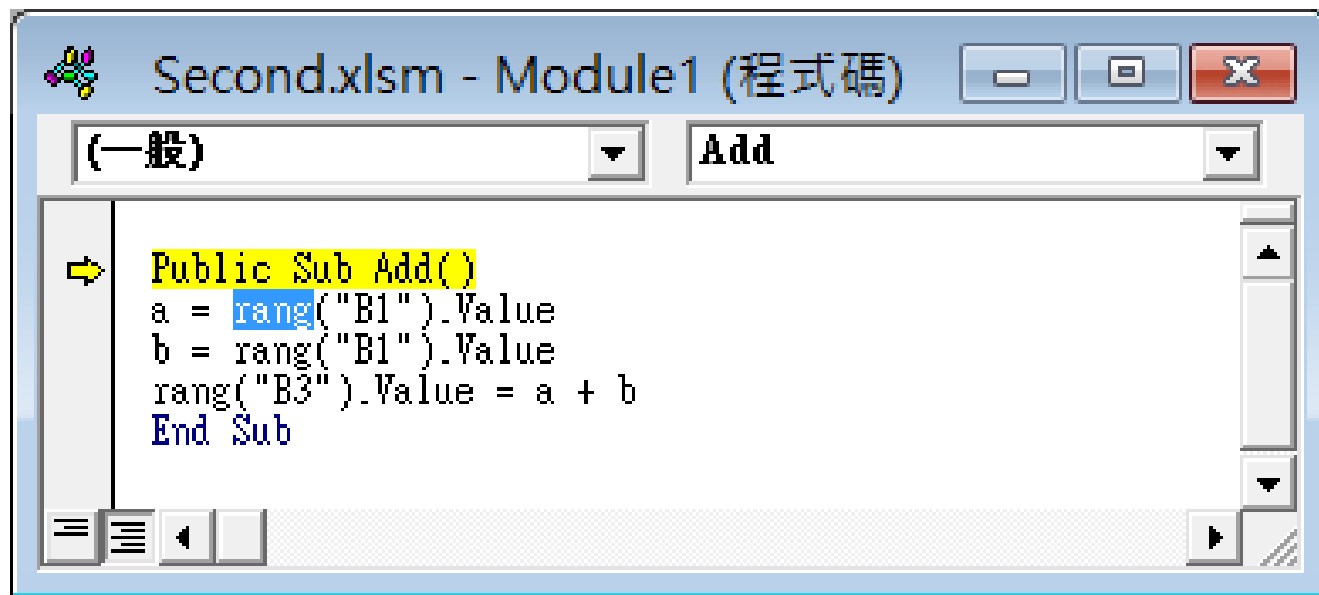 Second.xlsm - Module1 (程式碼)
(一般)
Add
Public Sub Add()
a = rang("B1").Value
b = rang("B1").Value
rang("B3").Value = a + b
End Sub